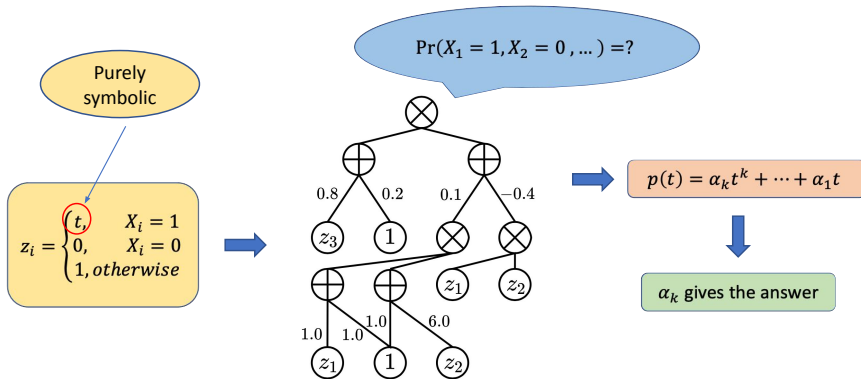 Pr(X₁ = 1, X₂ = 0 , ... ) =?
Purely
symbolic
zᵢ = { t, Xᵢ = 1
0, Xᵢ = 0
1, otherwise
0.8
0.2
0.1
−0.4
z₃
1
z₁
z₂
1.0
1.0
1.0
6.0
z₁
1
z₂
p(t) = αₖtᵏ + ⋯ + α₁t
αₖ gives the answer